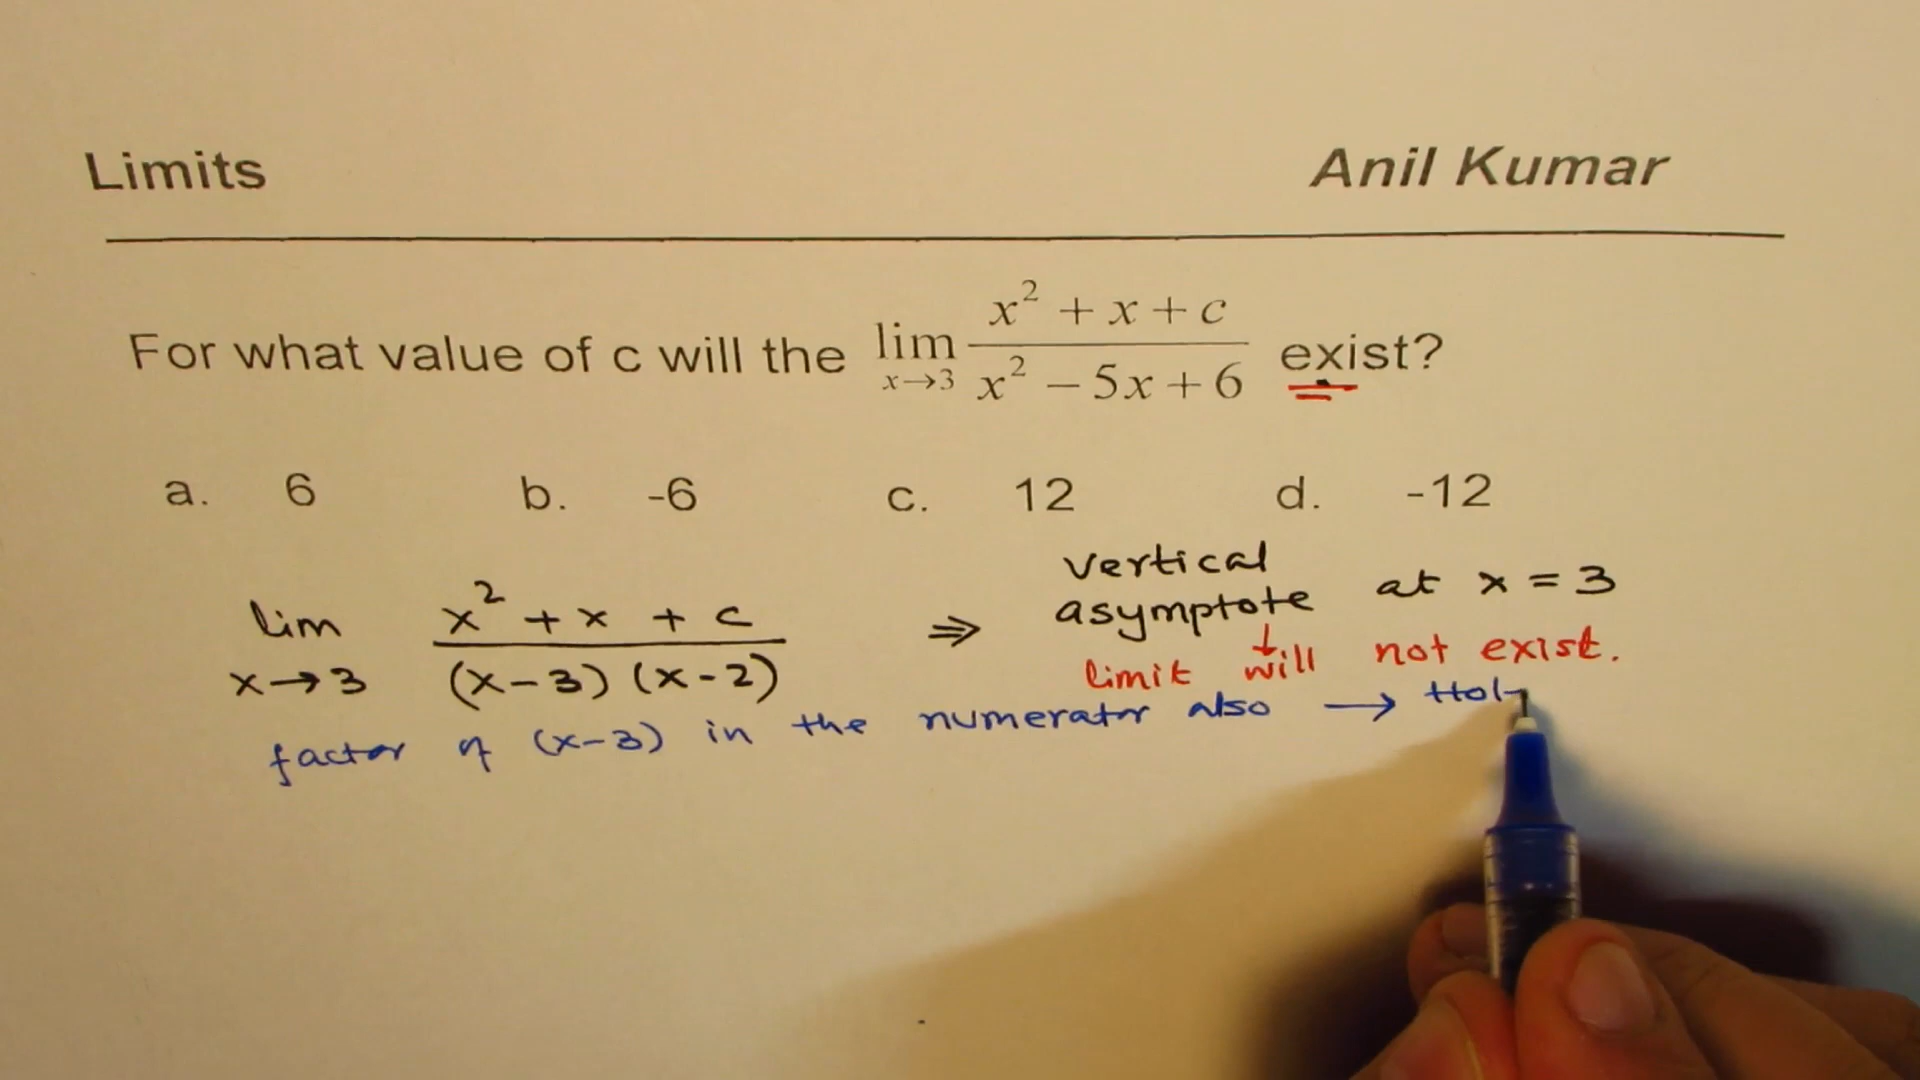 Limits Anil Kumar
For what value of c will the lim x→3 (x² + x + c)/(x² − 5x + 6) exist?
a. 6 b. -6 c. 12 d. -12
lim x→3 (x² + x + c)/((x-3)(x-2)) ⇒ vertical asymptote at x = 3
↓
limit will not exist.
factor of (x-3) in the numerator also → Hol